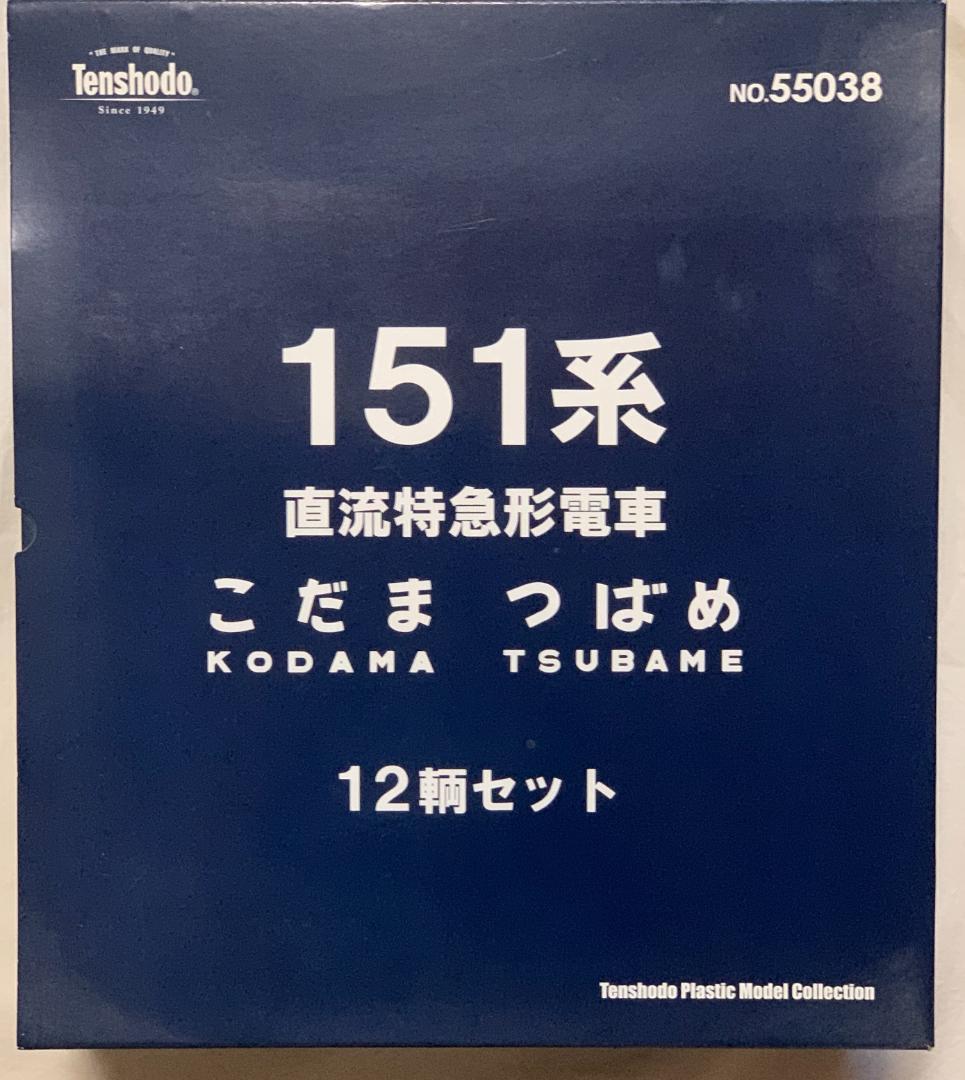 "THE MARK OF QUALITY"
Tenshodo®
Since 1949
NO.55038
151系
直流特急形電車
こだま つばめ
KODAMA TSUBAME
12輌セット
Tenshodo Plastic Model Collection